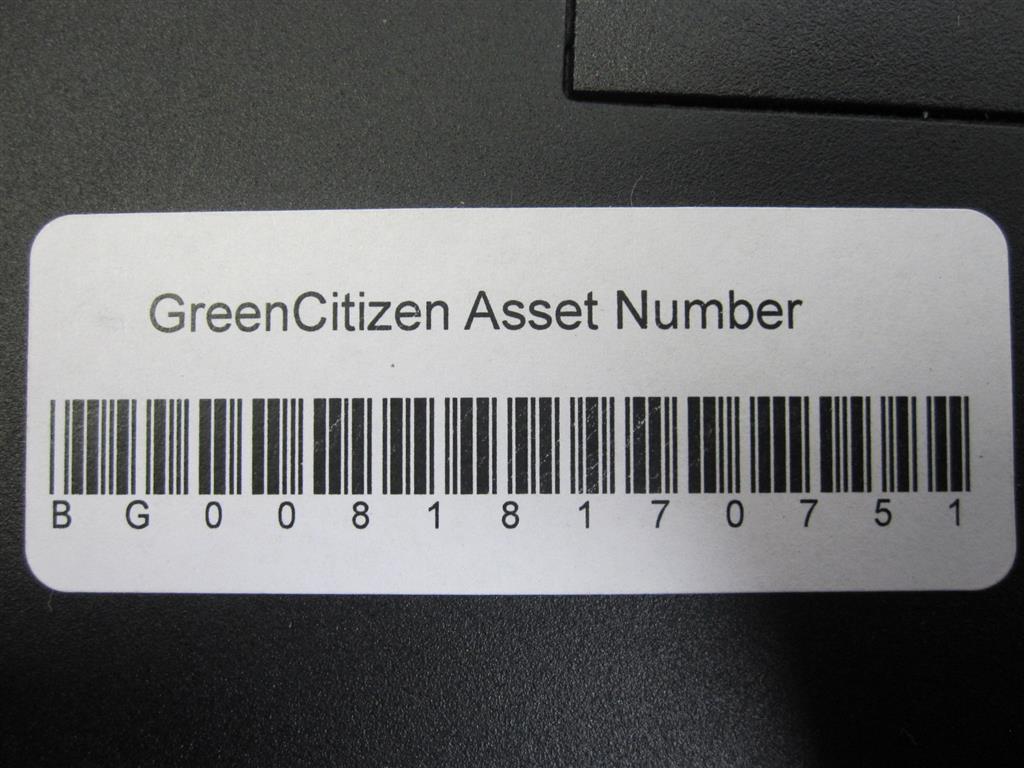 GreenCitizen Asset Number
B G 0 0 8 1 8 1 7 0 7 5 1